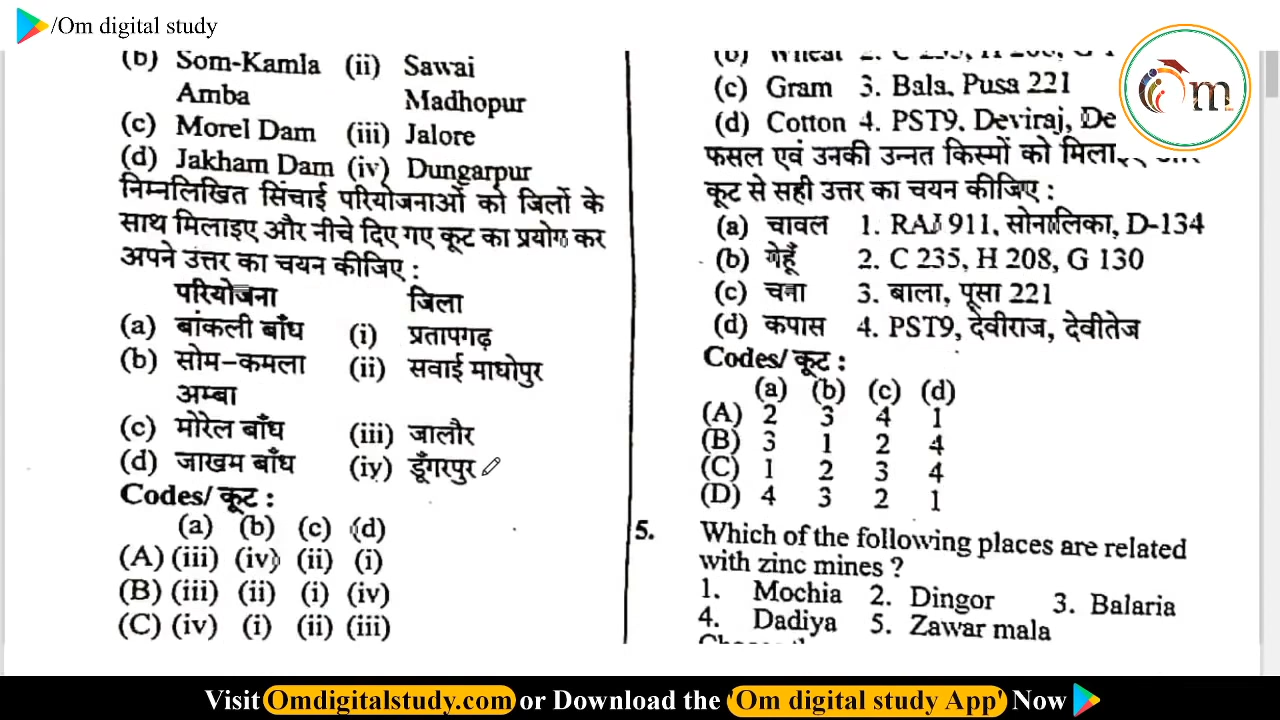 /Om digital study
(b) Som-Kamla (ii) Sawai
Amba Madhopur
(c) Morel Dam (iii) Jalore
(d) Jakham Dam (iv) Dungarpur
निम्नलिखित सिंचाई परियोजनाओं को जिलों के
साथ मिलाइए और नीचे दिए गए कूट का प्रयोग कर
अपने उत्तर का चयन कीजिए :
परियोजना जिला
(a) बांकली बाँध (i) प्रतापगढ़
(b) सोम-कमला (ii) सवाई माधोपुर
अम्बा
(c) मोरेल बाँध (iii) जालौर
(d) जाखम बाँध (iv) डूँगरपुर
Codes/ कूट :
(a) (b) (c) (d)
(A) (iii) (iv) (ii) (i)
(B) (iii) (ii) (i) (iv)
(C) (iv) (i) (ii) (iii)
(c) Gram 3. Bala, Pusa 221
(d) Cotton 4. PST9, Deviraj, De
फसल एवं उनकी उन्नत किस्मों को
कूट से सही उत्तर का चयन कीजिए :
(a) चावल 1. RAJ 911, सोनालिका, D-134
(b) गेहूँ 2. C 235, H 208, G 130
(c) चना 3. बाला, पूसा 221
(d) कपास 4. PST9, देवीराज, देवीतेज
Codes/ कूट :
(a) (b) (c) (d)
(A) 2 3 4 1
(B) 3 1 2 4
(C) 1 2 3 4
(D) 4 3 2 1
5. Which of the following places are related
with zinc mines ?
1. Mochia 2. Dingor 3. Balaria
4. Dadiya 5. Zawar mala
Om
Visit Omdigitalstudy.com or Download the 'Om digital study App' Now